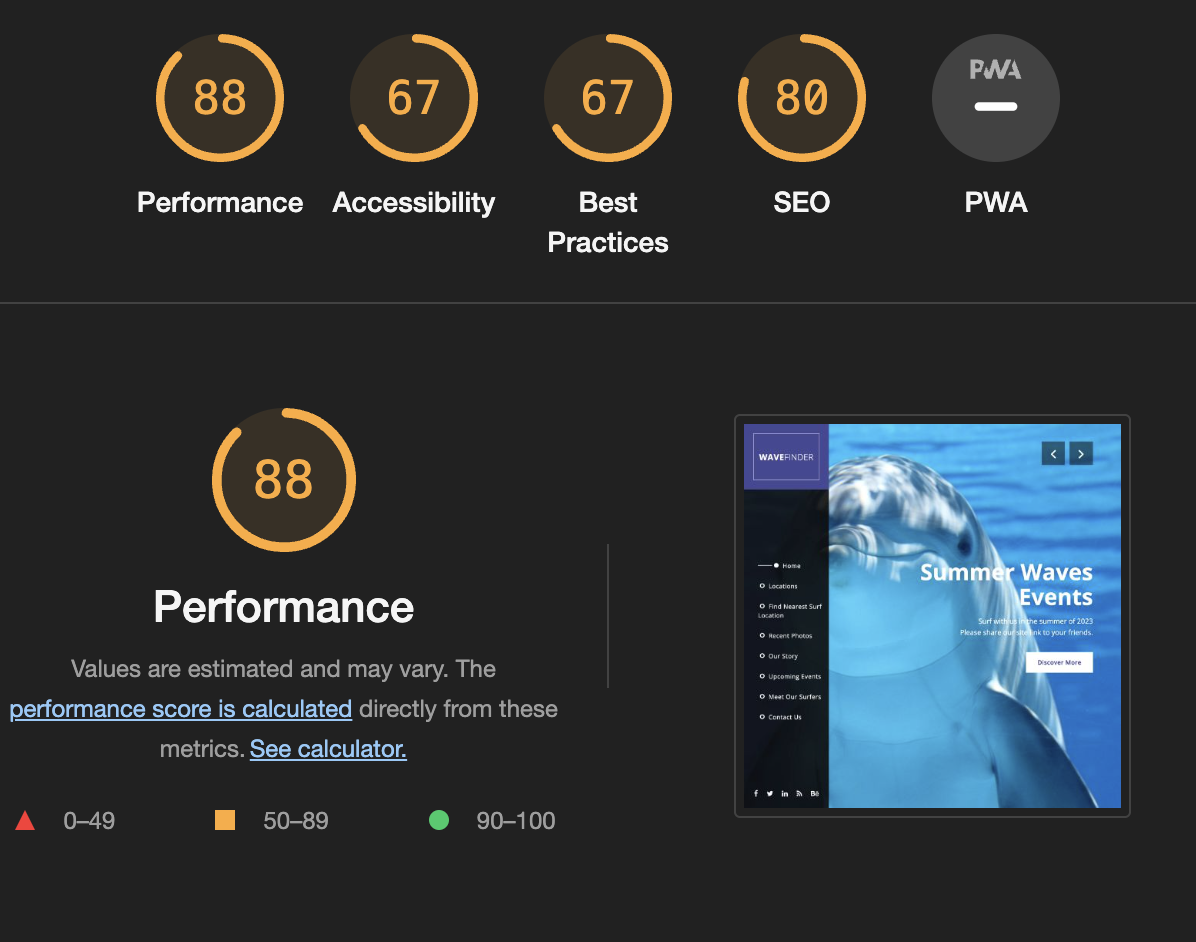 88
67
67
80
PWA
Performance
Accessibility
Best
Practices
SEO
PWA
88
Performance
Values are estimated and may vary. The
performance score is calculated directly from these
metrics. See calculator.
0–49
50–89
90–100
WAVEFINDER
Home
Locations
Find Nearest Surf
Location
Recent Photos
Our Story
Upcoming Events
Meet Our Surfers
Contact Us
Bē
Summer Waves
Events
Surf with us in the summer of 2023
Please share our site link to your friends.
Discover More